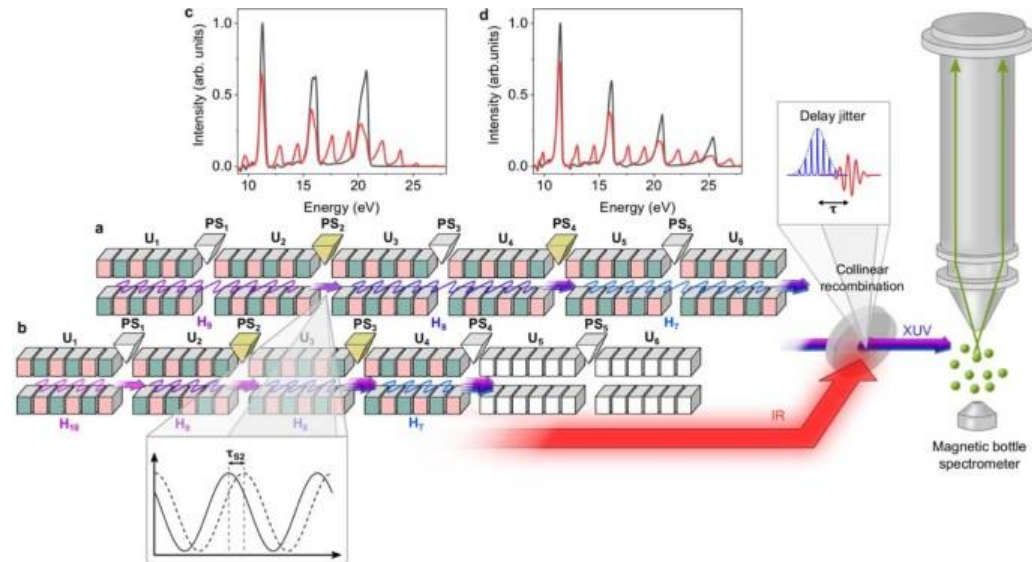 c
Intensity (arb. units)
1.0
0.5
0.0
10 15 20 25
Energy (eV)
d
Intensity (arb.units)
1.0
0.5
0.0
10 15 20 25
Energy (eV)
Delay jitter
τ
a
U₁ PS₁ U₂ PS₂ U₃ PS₃ U₄ PS₄ U₅ PS₅ U₆
H₉ H₈ H₇
b
U₁ PS₁ U₂ PS₂ U₃ PS₃ U₄ PS₄ U₅ PS₅ U₆
H₁₀ H₉ H₈ H₇
τS2
Collinear
recombination
XUV
IR
Magnetic bottle
spectrometer